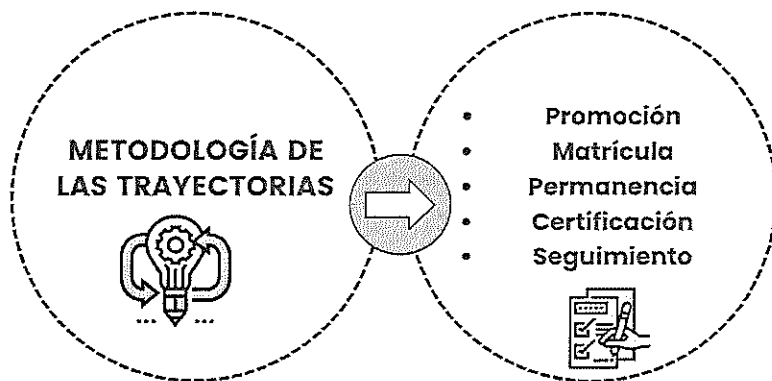 METODOLOGÍA DE
LAS TRAYECTORIAS
• Promoción
• Matrícula
• Permanencia
• Certificación
• Seguimiento